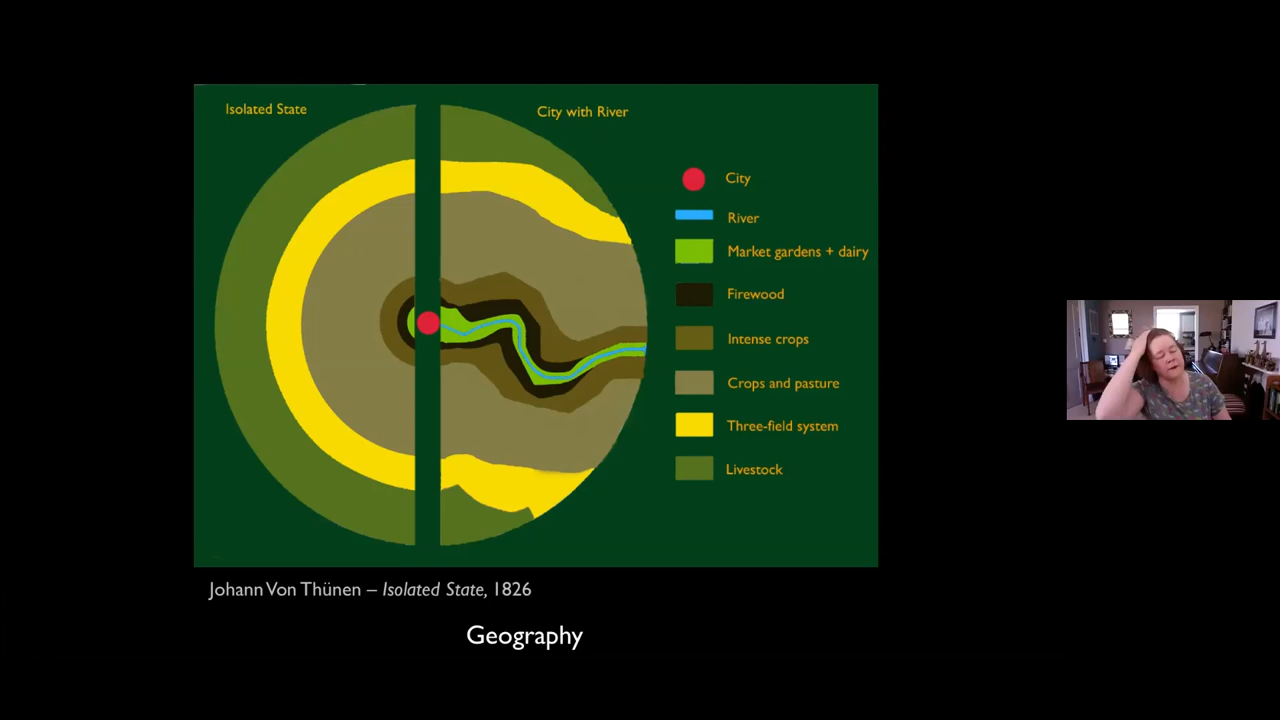 Isolated State
City with River
City
River
Market gardens + dairy
Firewood
Intense crops
Crops and pasture
Three-field system
Livestock
Johann Von Thünen – Isolated State, 1826
Geography